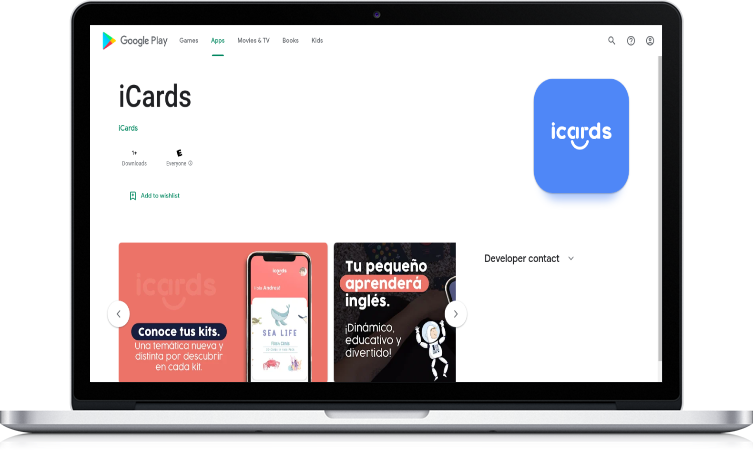 Google Play
Games
Apps
Movies & TV
Books
Kids
iCards
iCards
1+
Downloads
E
Everyone
Add to wishlist
icards
icards
Conoce tus kits.
Una temática nueva y
distinta por descubrir
en cada kit.
icards
SEA LIFE
Tu pequeño
aprenderá
inglés.
¡Dinámico,
educativo y
divertido!
Developer contact